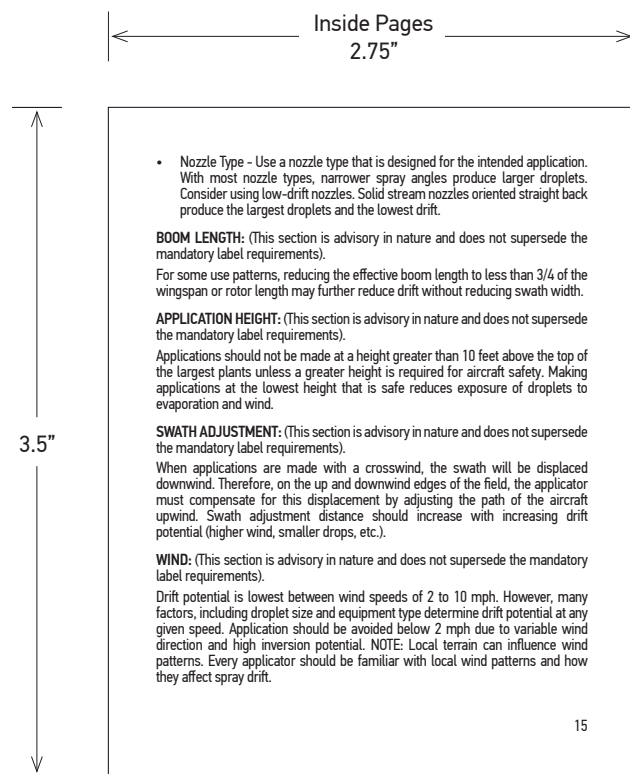 Inside Pages
2.75”
3.5”
• Nozzle Type - Use a nozzle type that is designed for the intended application.
With most nozzle types, narrower spray angles produce larger droplets.
Consider using low-drift nozzles. Solid stream nozzles oriented straight back
produce the largest droplets and the lowest drift.
BOOM LENGTH: (This section is advisory in nature and does not supersede the
mandatory label requirements).
For some use patterns, reducing the effective boom length to less than 3/4 of the
wingspan or rotor length may further reduce drift without reducing swath width.
APPLICATION HEIGHT: (This section is advisory in nature and does not supersede
the mandatory label requirements).
Applications should not be made at a height greater than 10 feet above the top of
the largest plants unless a greater height is required for aircraft safety. Making
applications at the lowest height that is safe reduces exposure of droplets to
evaporation and wind.
SWATH ADJUSTMENT: (This section is advisory in nature and does not supersede
the mandatory label requirements).
When applications are made with a crosswind, the swath will be displaced
downwind. Therefore, on the up and downwind edges of the field, the applicator
must compensate for this displacement by adjusting the path of the aircraft
upwind. Swath adjustment distance should increase with increasing drift
potential (higher wind, smaller drops, etc.).
WIND: (This section is advisory in nature and does not supersede the mandatory
label requirements).
Drift potential is lowest between wind speeds of 2 to 10 mph. However, many
factors, including droplet size and equipment type determine drift potential at any
given speed. Application should be avoided below 2 mph due to variable wind
direction and high inversion potential. NOTE: Local terrain can influence wind
patterns. Every applicator should be familiar with local wind patterns and how
they affect spray drift.
15